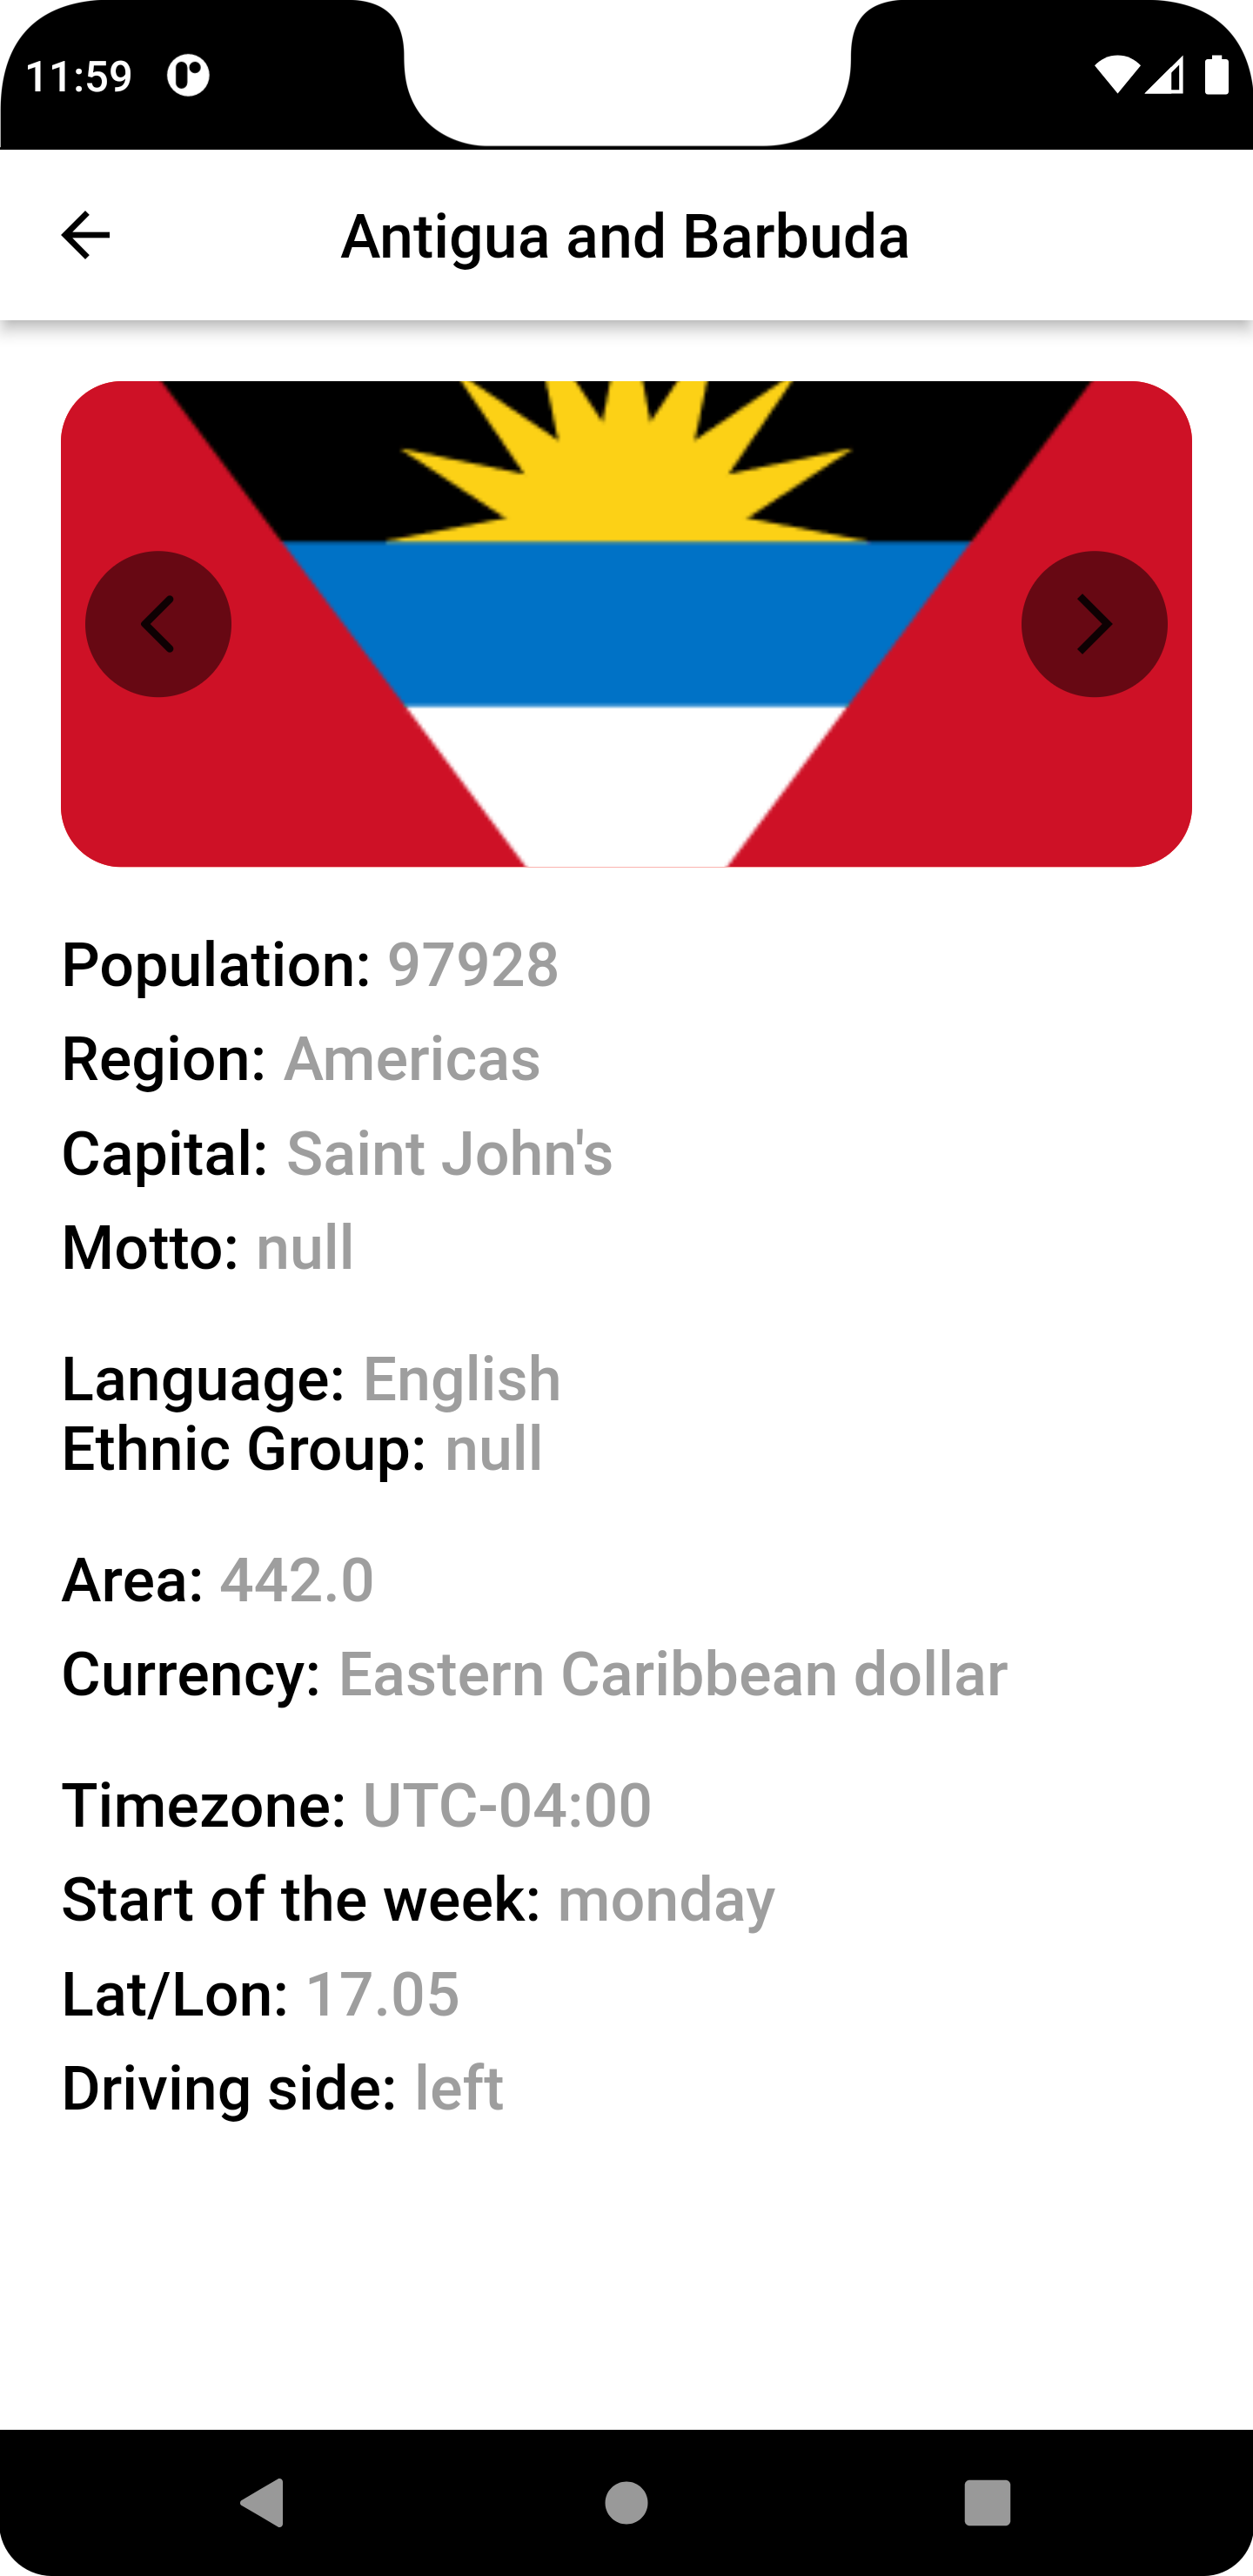 11:59
Antigua and Barbuda
Population: 97928
Region: Americas
Capital: Saint John's
Motto: null
Language: English
Ethnic Group: null
Area: 442.0
Currency: Eastern Caribbean dollar
Timezone: UTC-04:00
Start of the week: monday
Lat/Lon: 17.05
Driving side: left